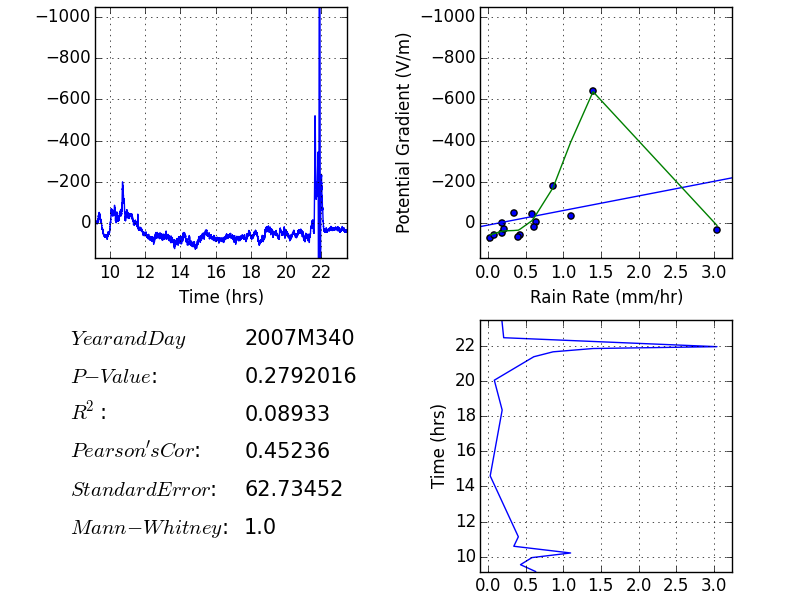 −1000
−800
−600
−400
−200
0
10 12 14 16 18 20 22
Time (hrs)
−1000
−800
−600
−400
−200
0
Potential Gradient (V/m)
0.0 0.5 1.0 1.5 2.0 2.5 3.0
Rain Rate (mm/hr)
YearandDay 2007M340
P−Value: 0.2792016
R²: 0.08933
Pearson'sCor: 0.45236
StandardError: 62.73452
Mann−Whitney: 1.0
22
20
18
16
14
12
10
Time (hrs)
0.0 0.5 1.0 1.5 2.0 2.5 3.0